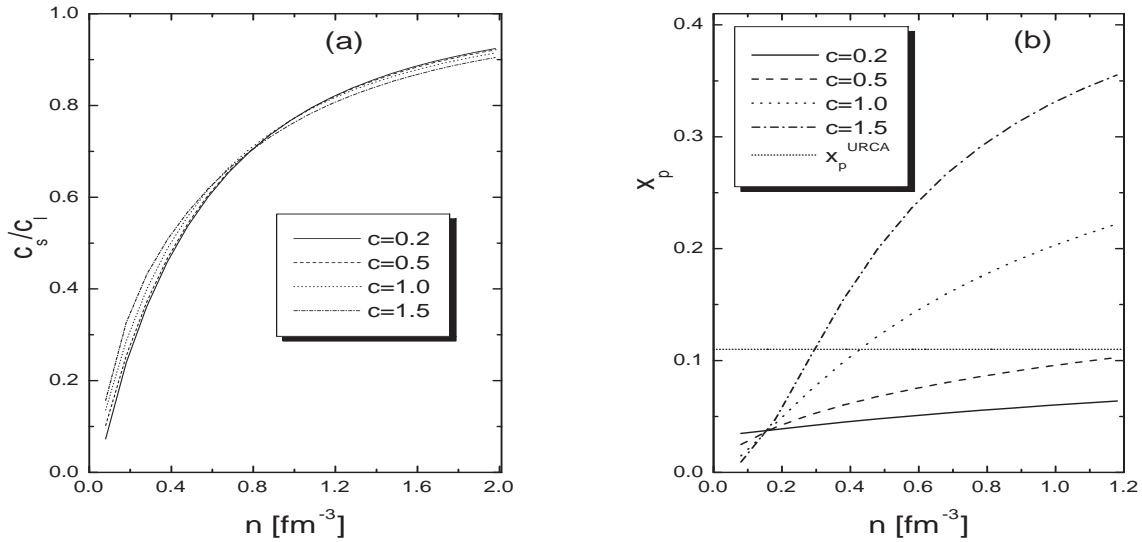 (a)
c_s/c_l
1.0
0.8
0.6
0.4
0.2
0.0
c=0.2
c=0.5
c=1.0
c=1.5
0.0 0.4 0.8 1.2 1.6 2.0
n [fm^-3]
(b)
x_p
0.4
0.3
0.2
0.1
0.0
c=0.2
c=0.5
c=1.0
c=1.5
x_p^URCA
0.0 0.2 0.4 0.6 0.8 1.0 1.2
n [fm^-3]